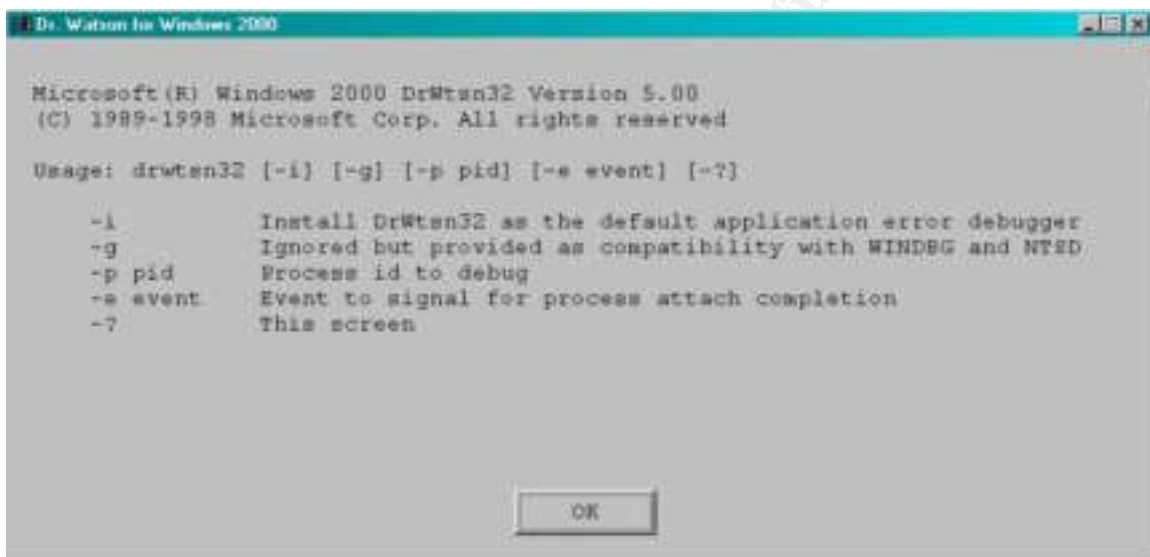 Dr. Watson for Windows 2000
Microsoft(R) Windows 2000 DrWtsn32 Version 5.00
(C) 1989-1998 Microsoft Corp. All rights reserved
Usage: drwtsn32 [-i] [-g] [-p pid] [-e event] [-?]
-i Install DrWtsn32 as the default application error debugger
-g Ignored but provided as compatibility with WINDBG and NTSD
-p pid Process id to debug
-e event Event to signal for process attach completion
-? This screen
OK